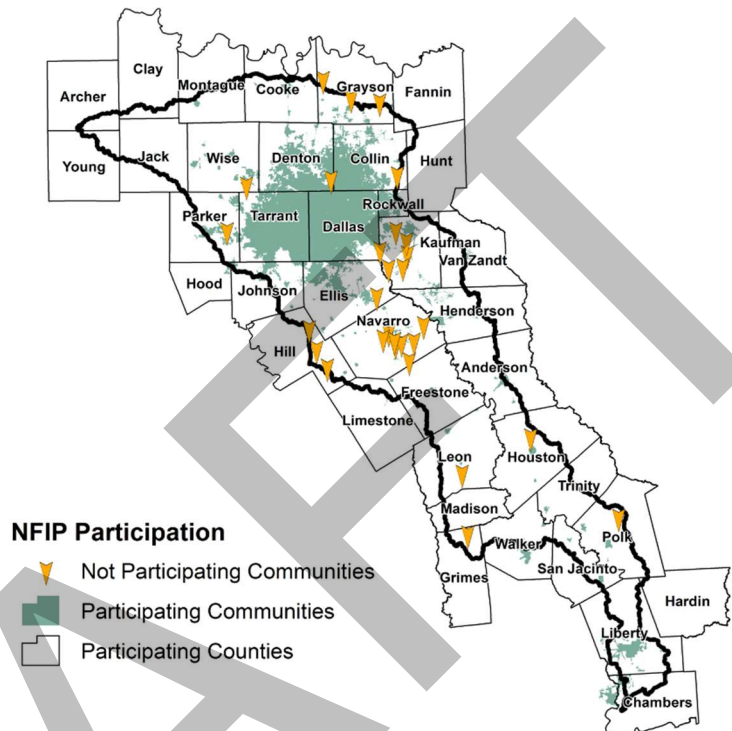 Clay
Montague
Cooke
Grayson
Fannin
Archer
Young
Jack
Wise
Denton
Collin
Hunt
Rockwall
Parker
Tarrant
Dallas
Kaufman
Van Zandt
Hood
Johnson
Ellis
Henderson
Navarro
Hill
Anderson
Freestone
Limestone
Leon
Houston
Trinity
Madison
Polk
Walker
San Jacinto
Grimes
Hardin
Liberty
Chambers
NFIP Participation
Not Participating Communities
Participating Communities
Participating Counties